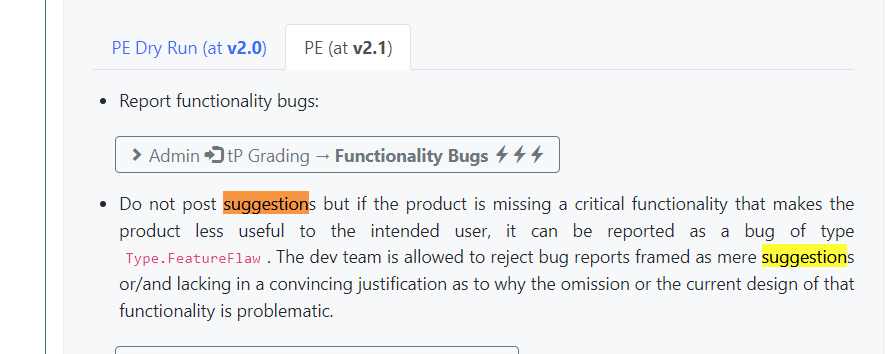 PE Dry Run (at v2.0) PE (at v2.1)
Report functionality bugs:
Admin tP Grading → Functionality Bugs
Do not post suggestions but if the product is missing a critical functionality that makes the
product less useful to the intended user, it can be reported as a bug of type
Type.FeatureFlaw . The dev team is allowed to reject bug reports framed as mere suggestions
or/and lacking in a convincing justification as to why the omission or the current design of that
functionality is problematic.